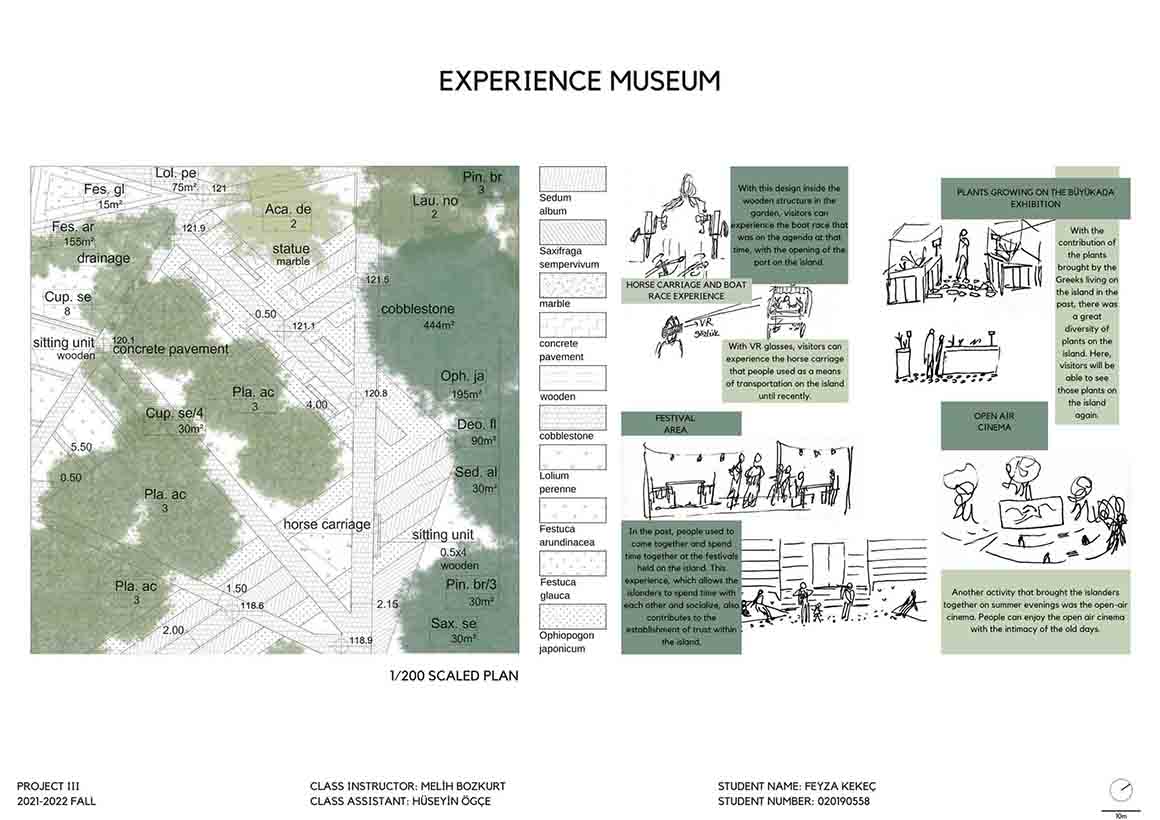 EXPERIENCE MUSEUM
Fes. gl
15m²
Lol. pe
75m²
121
Fes. ar
155m²
drainage
121.9
Aca. de
2
statue
marble
Lau. no
2
Pin. br
3
Cup. se
8
sitting unit
wooden
120.1
concrete pavement
0.50
121.1
121.5
cobblestone
444m²
Pla. ac
3
4.00
120.8
Oph. ja
195m²
Cup. se/4
30m²
Deo. fl
90m²
5.50
0.50
Pla. ac
3
Sed. al
30m²
horse carriage
sitting unit
0.5x4
wooden
Pla. ac
3
1.50
118.6
Pin. br/3
30m²
2.15
2.00
118.9
Sax. se
30m²
1/200 SCALED PLAN
Sedum
album
Saxifraga
sempervivum
marble
concrete
pavement
wooden
cobblestone
Lolium
perenne
Festuca
arundinacea
Festuca
glauca
Ophiopogon
japonicum
With this design inside the
wooden structure in the
garden, visitors can
experience the boat race that
was on the agenda at that
time, with the opening of the
port on the island.
HORSE CARRIAGE AND BOAT
RACE EXPERIENCE
VR
gözlük
With VR glasses, visitors can
experience the horse carriage
that people used as a means
of transportation on the island
until recently.
FESTIVAL
AREA
In the past, people used to
come together and spend
time together at the festivals
held on the island. This
experience, which allows the
islanders to spend time with
each other and socialize, also
contributes to the
establishment of trust within
the island.
PLANTS GROWING ON THE BÜYÜKADA
EXHIBITION
With the
contribution of
the plants
brought by the
Greeks living on
the island in the
past, there was
a great
diversity of
plants on the
island. Here,
visitors will be
able to see
those plants on
the island
again.
OPEN AIR
CINEMA
Another activity that brought the islanders
together on summer evenings was the open-air
cinema. People can enjoy the open air cinema
with the intimacy of the old days.
PROJECT III
2021-2022 FALL
CLASS INSTRUCTOR: MELİH BOZKURT
CLASS ASSISTANT: HÜSEYİN ÖGÇE
STUDENT NAME: FEYZA KEKEÇ
STUDENT NUMBER: 020190558
10m